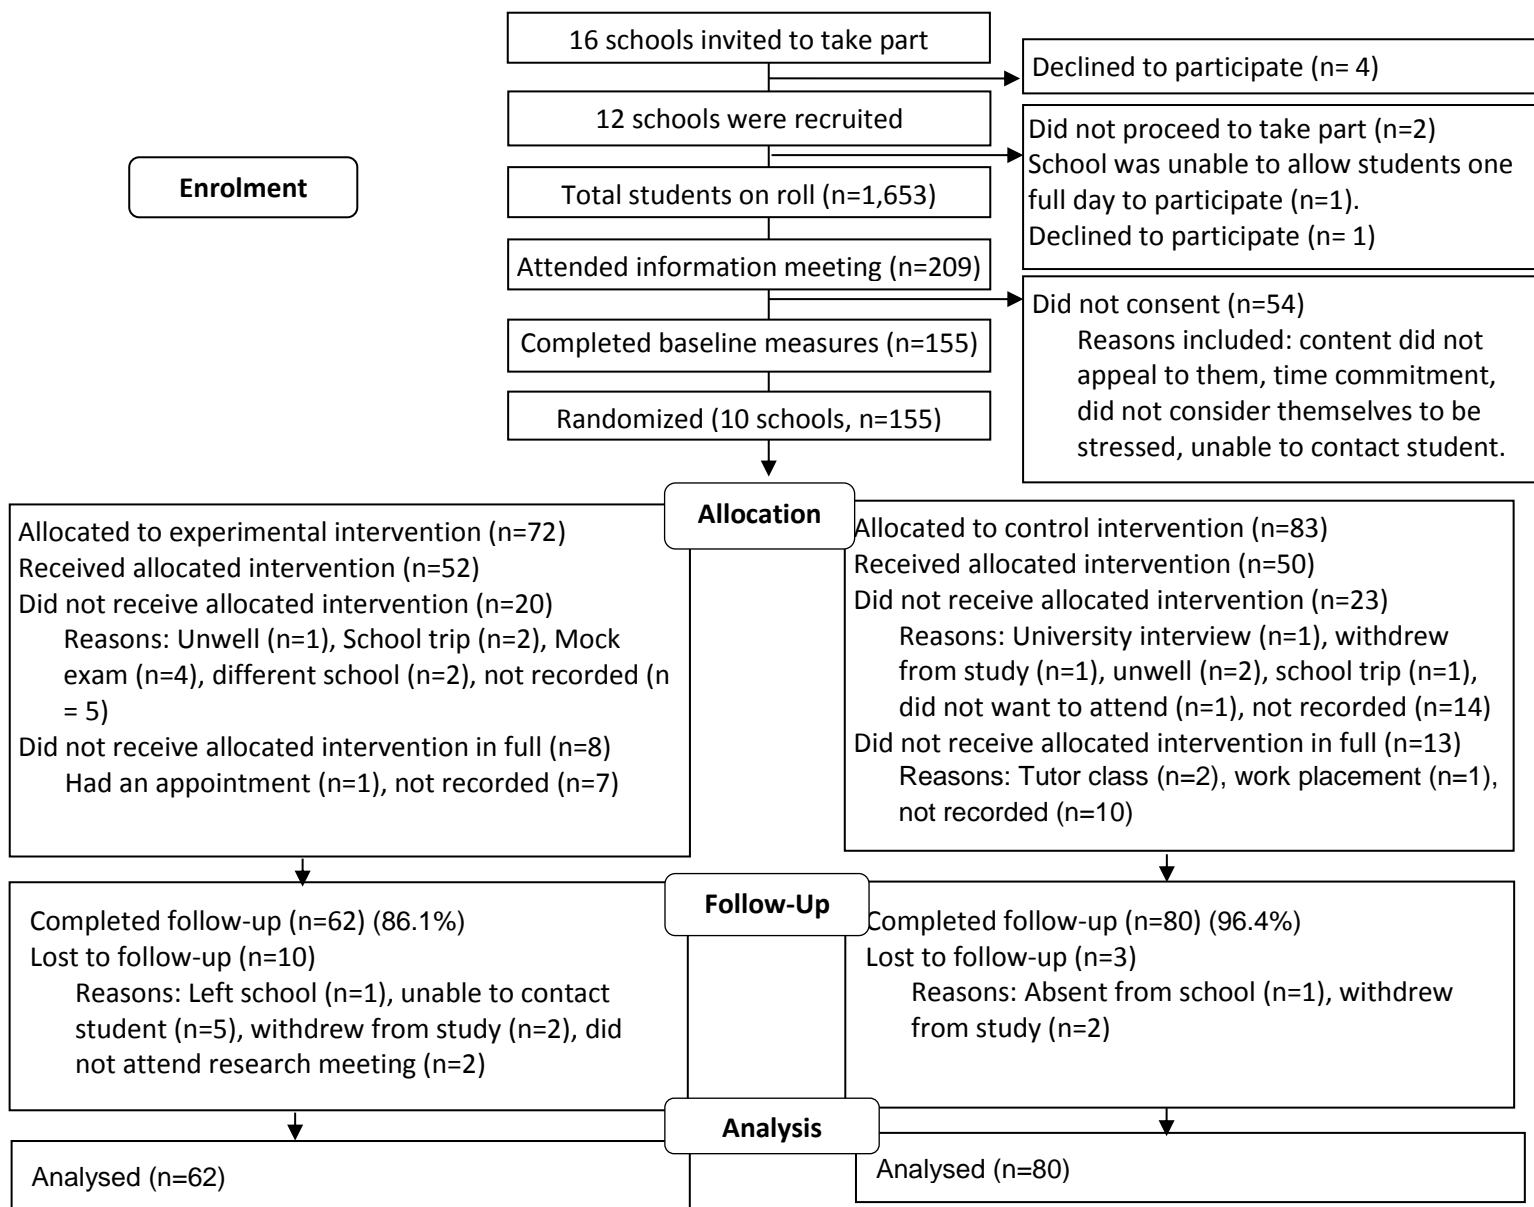 16 schools invited to take part
Declined to participate (n= 4)
12 schools were recruited
Did not proceed to take part (n=2)
School was unable to allow students one
full day to participate (n=1).
Declined to participate (n= 1)
Enrolment
Total students on roll (n=1,653)
Attended information meeting (n=209)
Did not consent (n=54)
Reasons included: content did not
appeal to them, time commitment,
did not consider themselves to be
stressed, unable to contact student.
Completed baseline measures (n=155)
Randomized (10 schools, n=155)
Allocation
Allocated to experimental intervention (n=72)
Received allocated intervention (n=52)
Did not receive allocated intervention (n=20)
Reasons: Unwell (n=1), School trip (n=2), Mock
exam (n=4), different school (n=2), not recorded (n
= 5)
Did not receive allocated intervention in full (n=8)
Had an appointment (n=1), not recorded (n=7)
Allocated to control intervention (n=83)
Received allocated intervention (n=50)
Did not receive allocated intervention (n=23)
Reasons: University interview (n=1), withdrew
from study (n=1), unwell (n=2), school trip (n=1),
did not want to attend (n=1), not recorded (n=14)
Did not receive allocated intervention in full (n=13)
Reasons: Tutor class (n=2), work placement (n=1),
not recorded (n=10)
Follow-Up
Completed follow-up (n=62) (86.1%)
Lost to follow-up (n=10)
Reasons: Left school (n=1), unable to contact
student (n=5), withdrew from study (n=2), did
not attend research meeting (n=2)
Completed follow-up (n=80) (96.4%)
Lost to follow-up (n=3)
Reasons: Absent from school (n=1), withdrew
from study (n=2)
Analysis
Analysed (n=62)
Analysed (n=80)